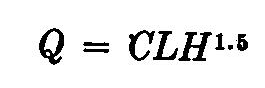 Q = CLH^1.5